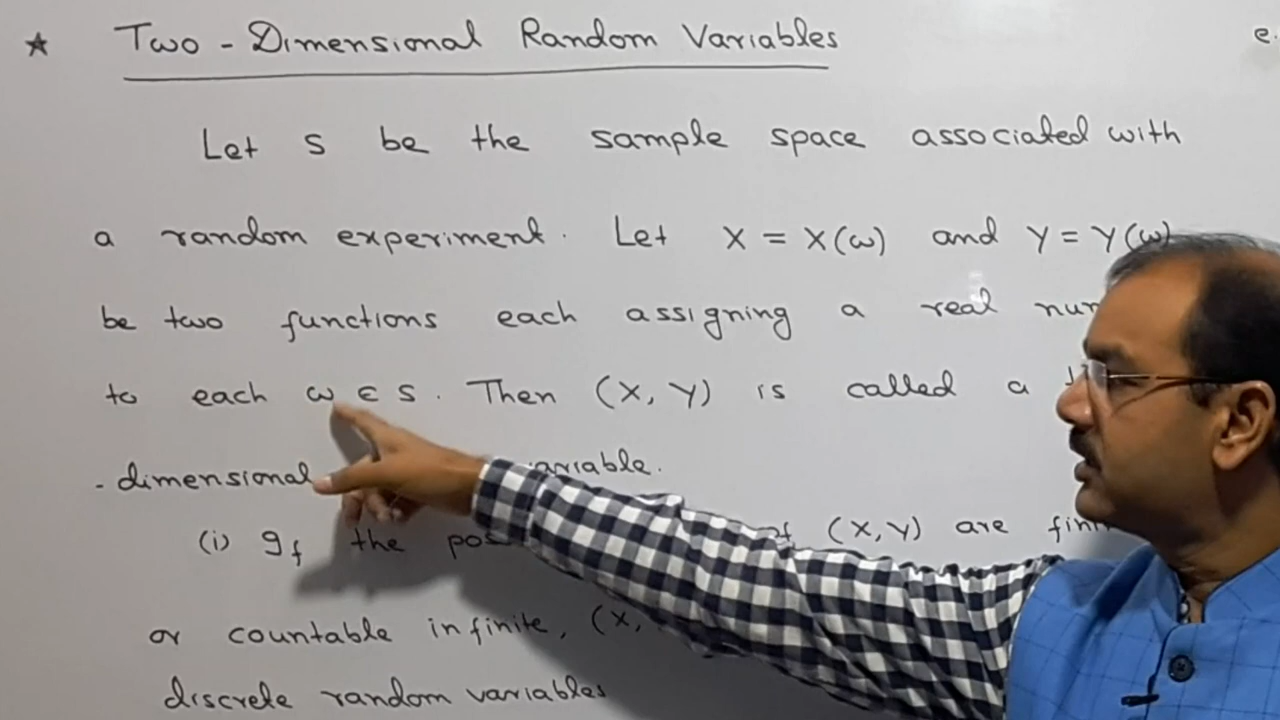 ★ Two - Dimensional Random Variables
e.
Let S be the sample space associated with
a random experiment. Let X = X(ω) and Y = Y(ω)
be two functions each assigning a real
to each ω ∈ S. Then (X, Y) is called a
- dimensional variable.
(i) If the of (X, Y) are
or countable infinite, (X,
discrete random variables